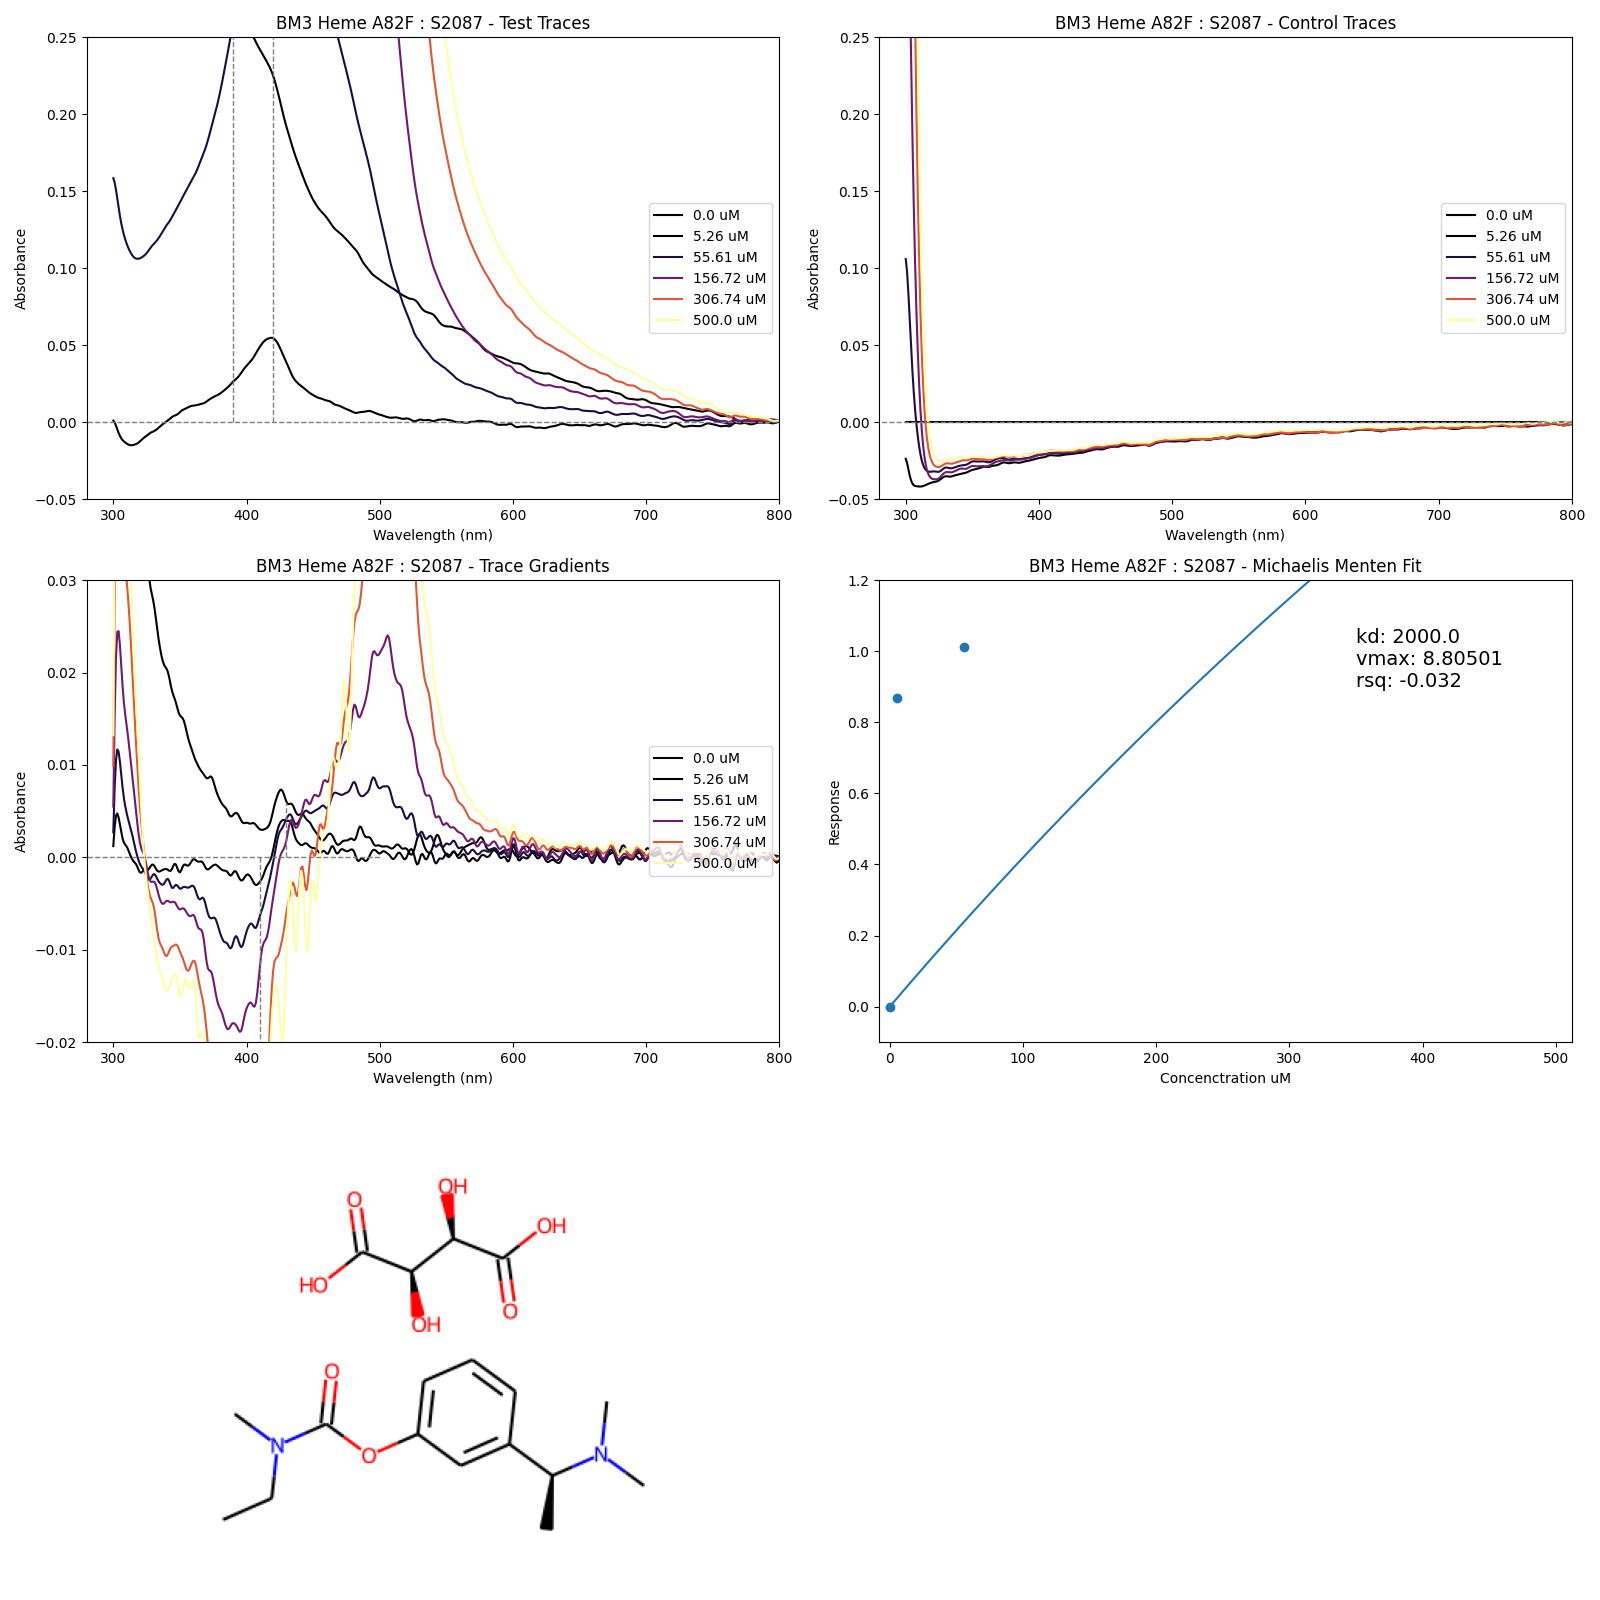 BM3 Heme A82F : S2087 - Test Traces
0.25
0.20
0.15
0.10
0.05
0.00
−0.05
Absorbance
300
400
500
600
700
800
Wavelength (nm)
0.0 uM
5.26 uM
55.61 uM
156.72 uM
306.74 uM
500.0 uM
BM3 Heme A82F : S2087 - Control Traces
0.25
0.20
0.15
0.10
0.05
0.00
−0.05
Absorbance
300
400
500
600
700
800
Wavelength (nm)
0.0 uM
5.26 uM
55.61 uM
156.72 uM
306.74 uM
500.0 uM
BM3 Heme A82F : S2087 - Trace Gradients
0.03
0.02
0.01
0.00
−0.01
−0.02
Absorbance
300
400
500
600
700
800
Wavelength (nm)
0.0 uM
5.26 uM
55.61 uM
156.72 uM
306.74 uM
500.0 uM
BM3 Heme A82F : S2087 - Michaelis Menten Fit
1.2
1.0
0.8
0.6
0.4
0.2
0.0
Response
0
100
200
300
400
500
Concenctration uM
kd: 2000.0
vmax: 8.80501
rsq: -0.032
OH
O
OH
HO
O
OH
O
N
O
N